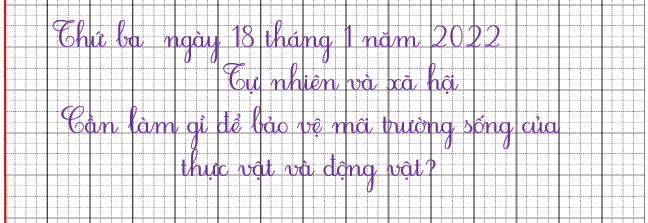 Thứ ba ngày 18 tháng 1 năm 2022
Tự nhiên và xã hội
Cần làm gì để bảo vệ môi trường sống của
thực vật và động vật?